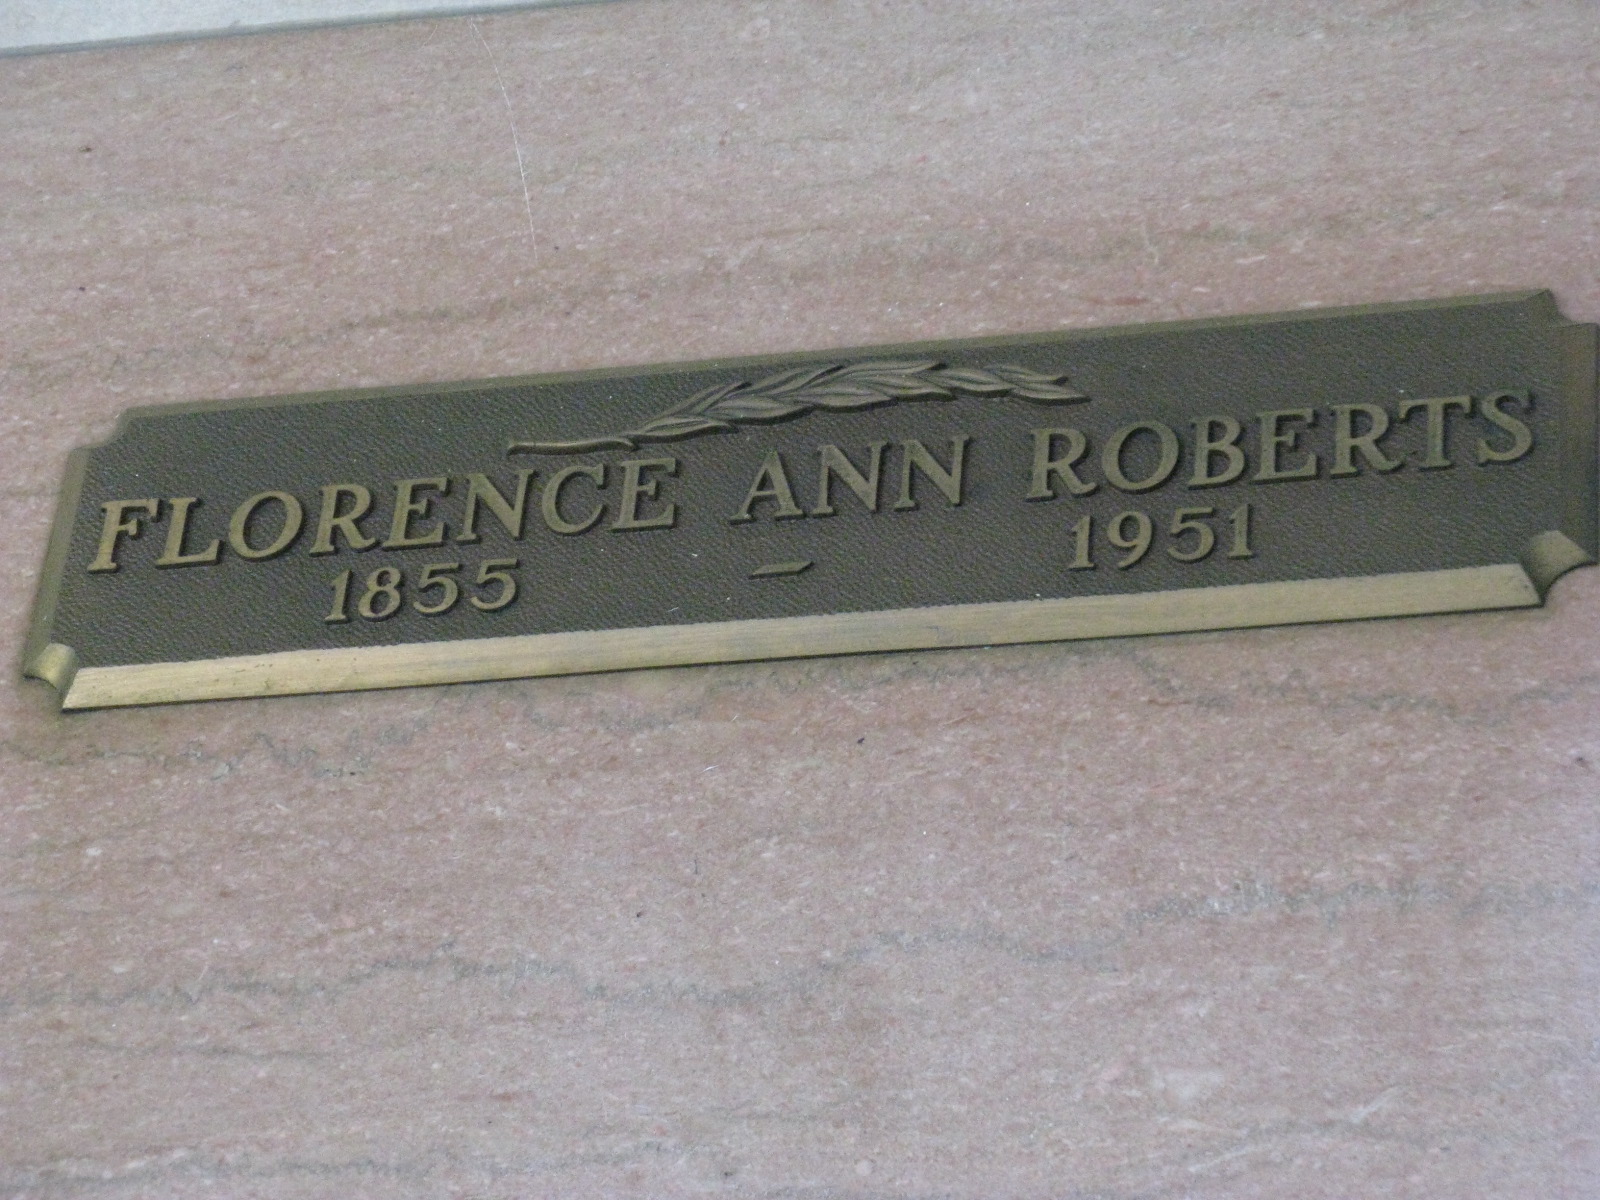 FLORENCE ANN ROBERTS
1855 – 1951